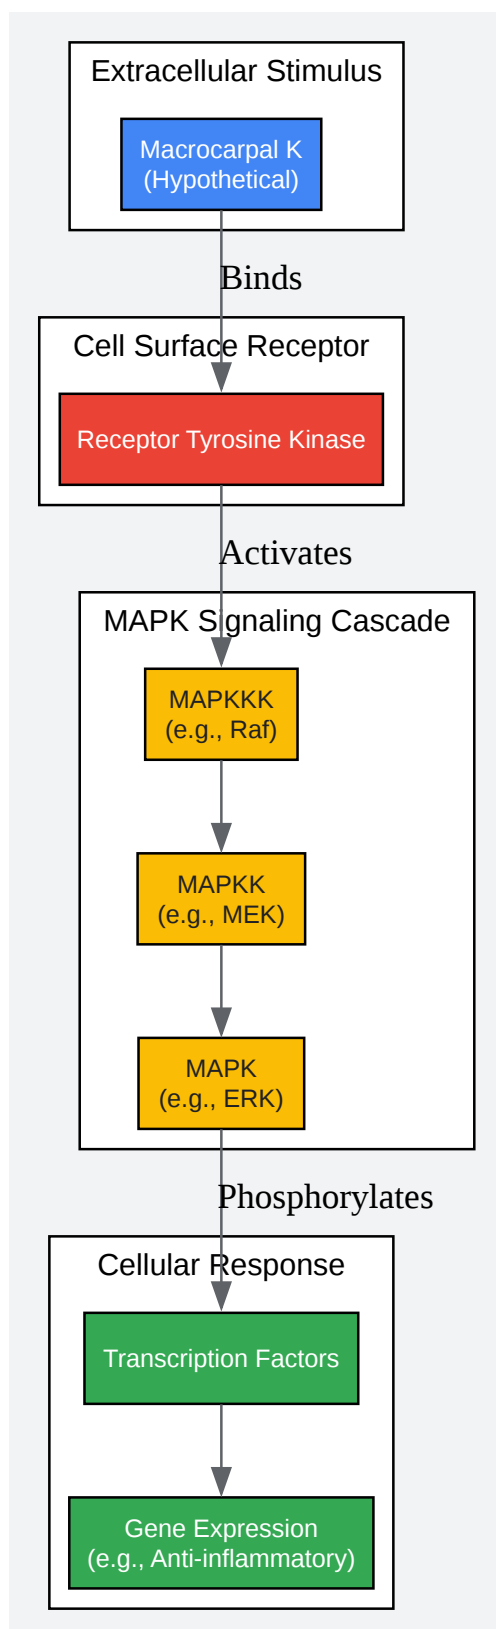 Extracellular Stimulus
Macrocarpal K
(Hypothetical)
Binds
Cell Surface Receptor
Receptor Tyrosine Kinase
Activates
MAPK Signaling Cascade
MAPKKK
(e.g., Raf)
MAPKK
(e.g., MEK)
MAPK
(e.g., ERK)
Phosphorylates
Cellular Response
Transcription Factors
Gene Expression
(e.g., Anti-inflammatory)